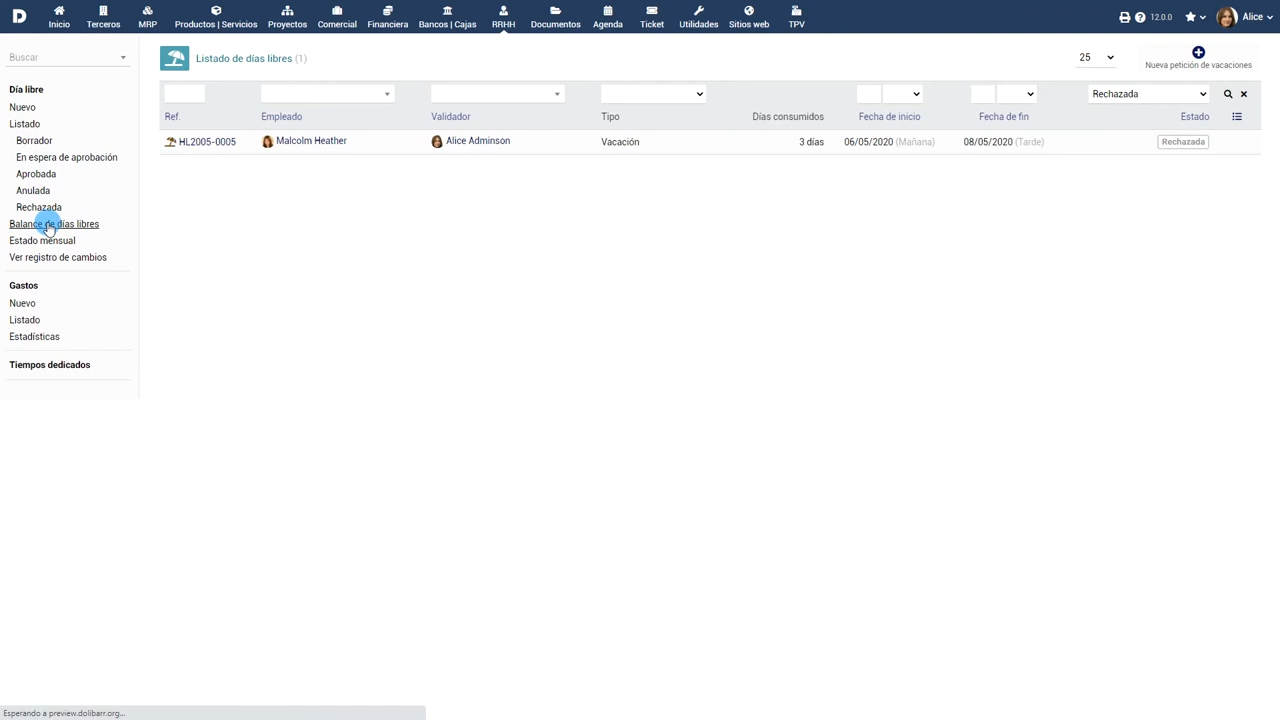 Inicio Terceros MRP Productos | Servicios Proyectos Comercial Financiera Bancos | Cajas RRHH Documentos Agenda Ticket Utilidades Sitios web TPV 12.0.0 Alice
Buscar
Listado de días libres (1) 25 Nueva petición de vacaciones
Día libre
Nuevo
Listado
Borrador
En espera de aprobación
Aprobada
Anulada
Rechazada
Balance de días libres
Estado mensual
Ver registro de cambios
Gastos
Nuevo
Listado
Estadísticas
Tiempos dedicados
Rechazada
Ref. Empleado Validador Tipo Días consumidos Fecha de inicio Fecha de fin Estado
HL2005-0005 Malcolm Heather Alice Adminson Vacación 3 días 06/05/2020 (Mañana) 08/05/2020 (Tarde) Rechazada
Esperando a preview.dolibarr.org...